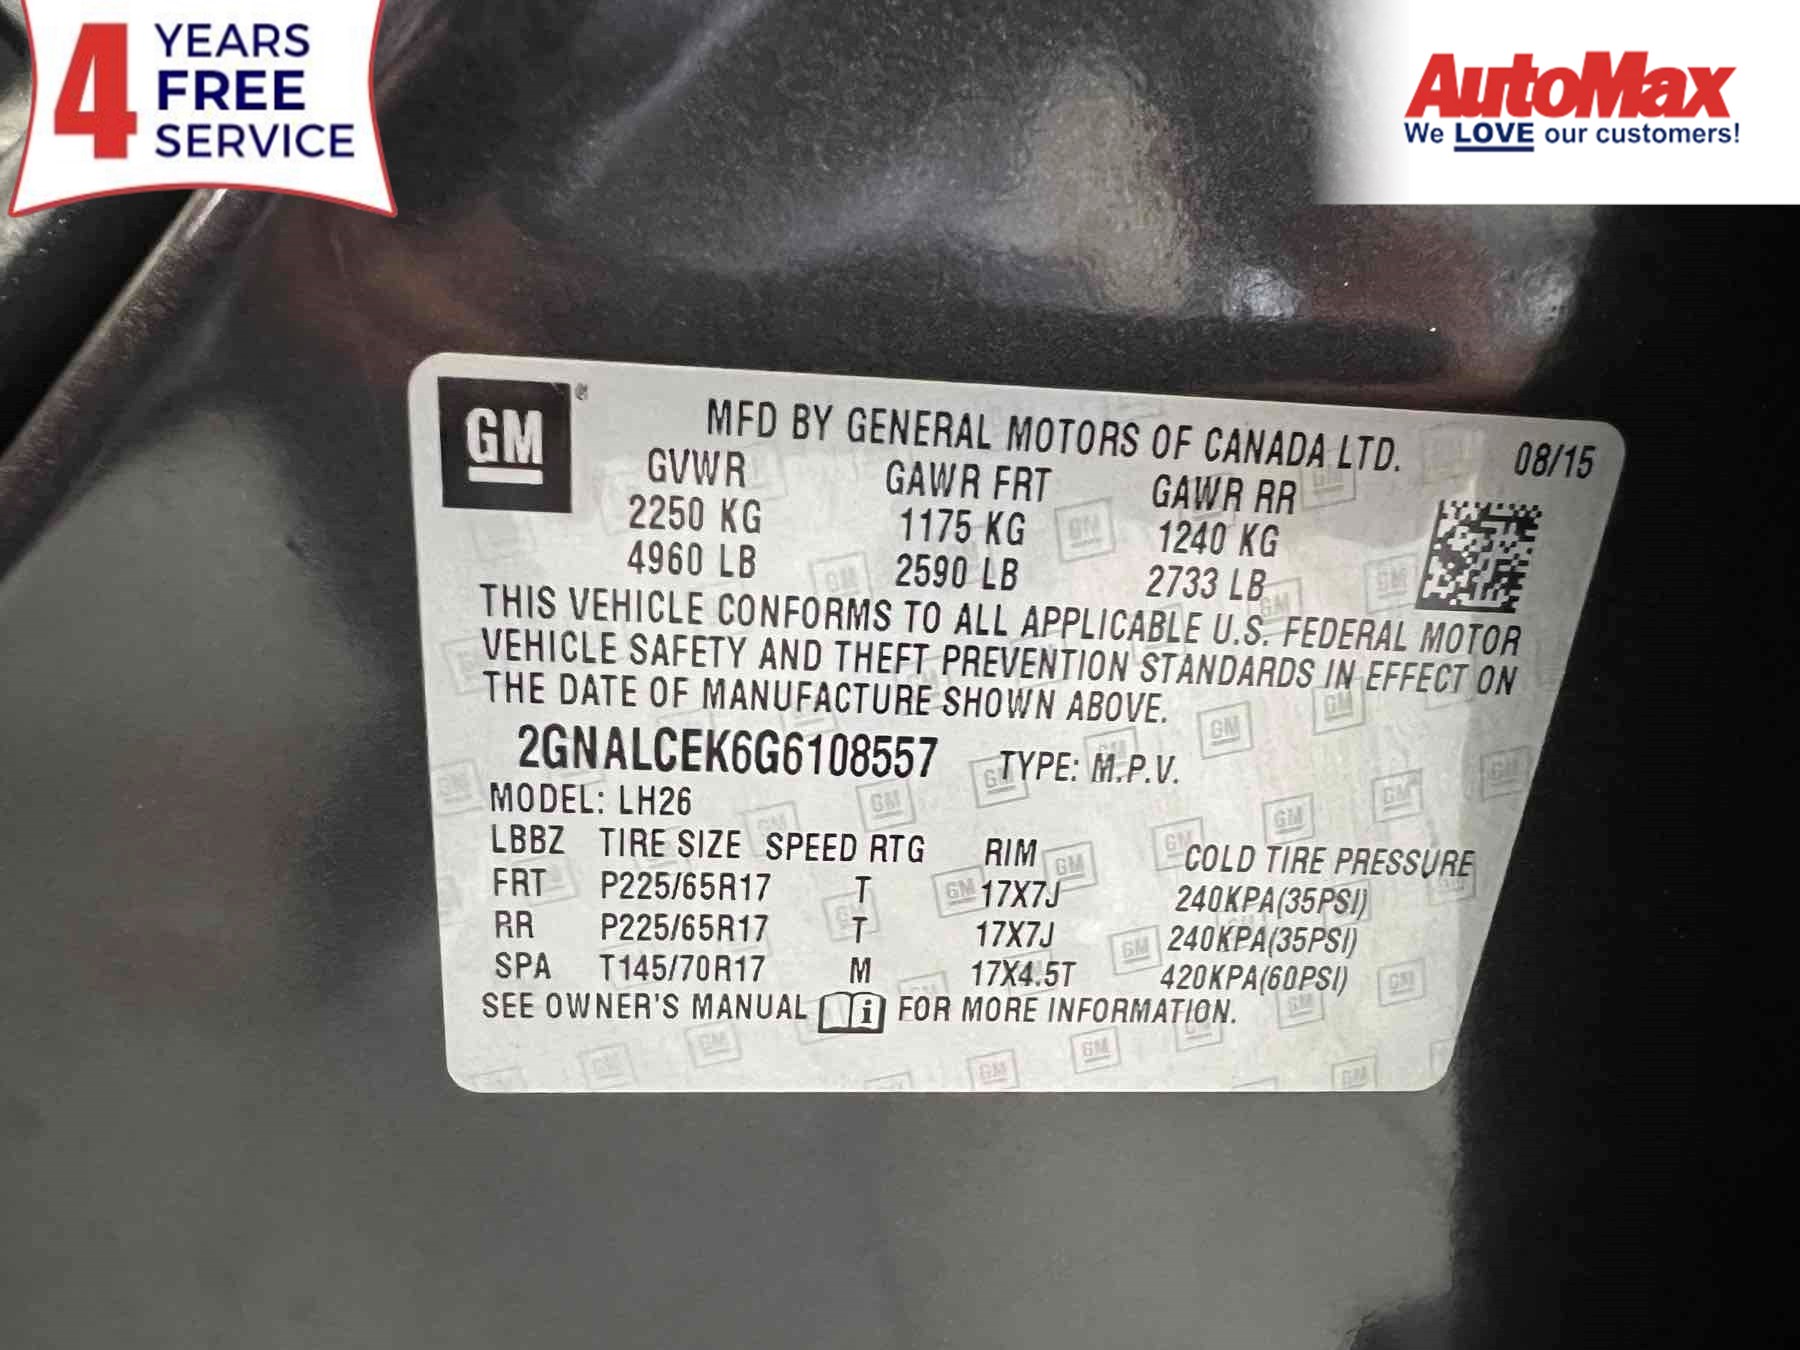 4 YEARS
FREE
SERVICE
AutoMax
We LOVE our customers!
GM
MFD BY GENERAL MOTORS OF CANADA LTD. 08/15
GVWR GAWR FRT GAWR RR
2250 KG 1175 KG 1240 KG
4960 LB 2590 LB 2733 LB
THIS VEHICLE CONFORMS TO ALL APPLICABLE U.S. FEDERAL MOTOR
VEHICLE SAFETY AND THEFT PREVENTION STANDARDS IN EFFECT ON
THE DATE OF MANUFACTURE SHOWN ABOVE.
2GNALCEK6G6108557 TYPE: M.P.V.
MODEL: LH26
LBBZ TIRE SIZE SPEED RTG RIM COLD TIRE PRESSURE
FRT P225/65R17 T 17X7J 240KPA(35PSI)
RR P225/65R17 T 17X7J 240KPA(35PSI)
SPA T145/70R17 M 17X4.5T 420KPA(60PSI)
SEE OWNER'S MANUAL i FOR MORE INFORMATION.